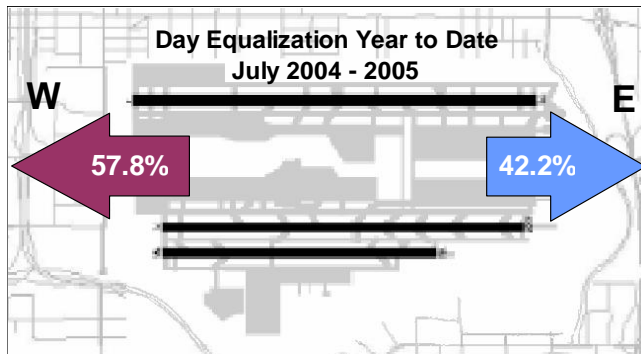 Day Equalization Year to Date
July 2004 - 2005
W
E
57.8%
42.2%